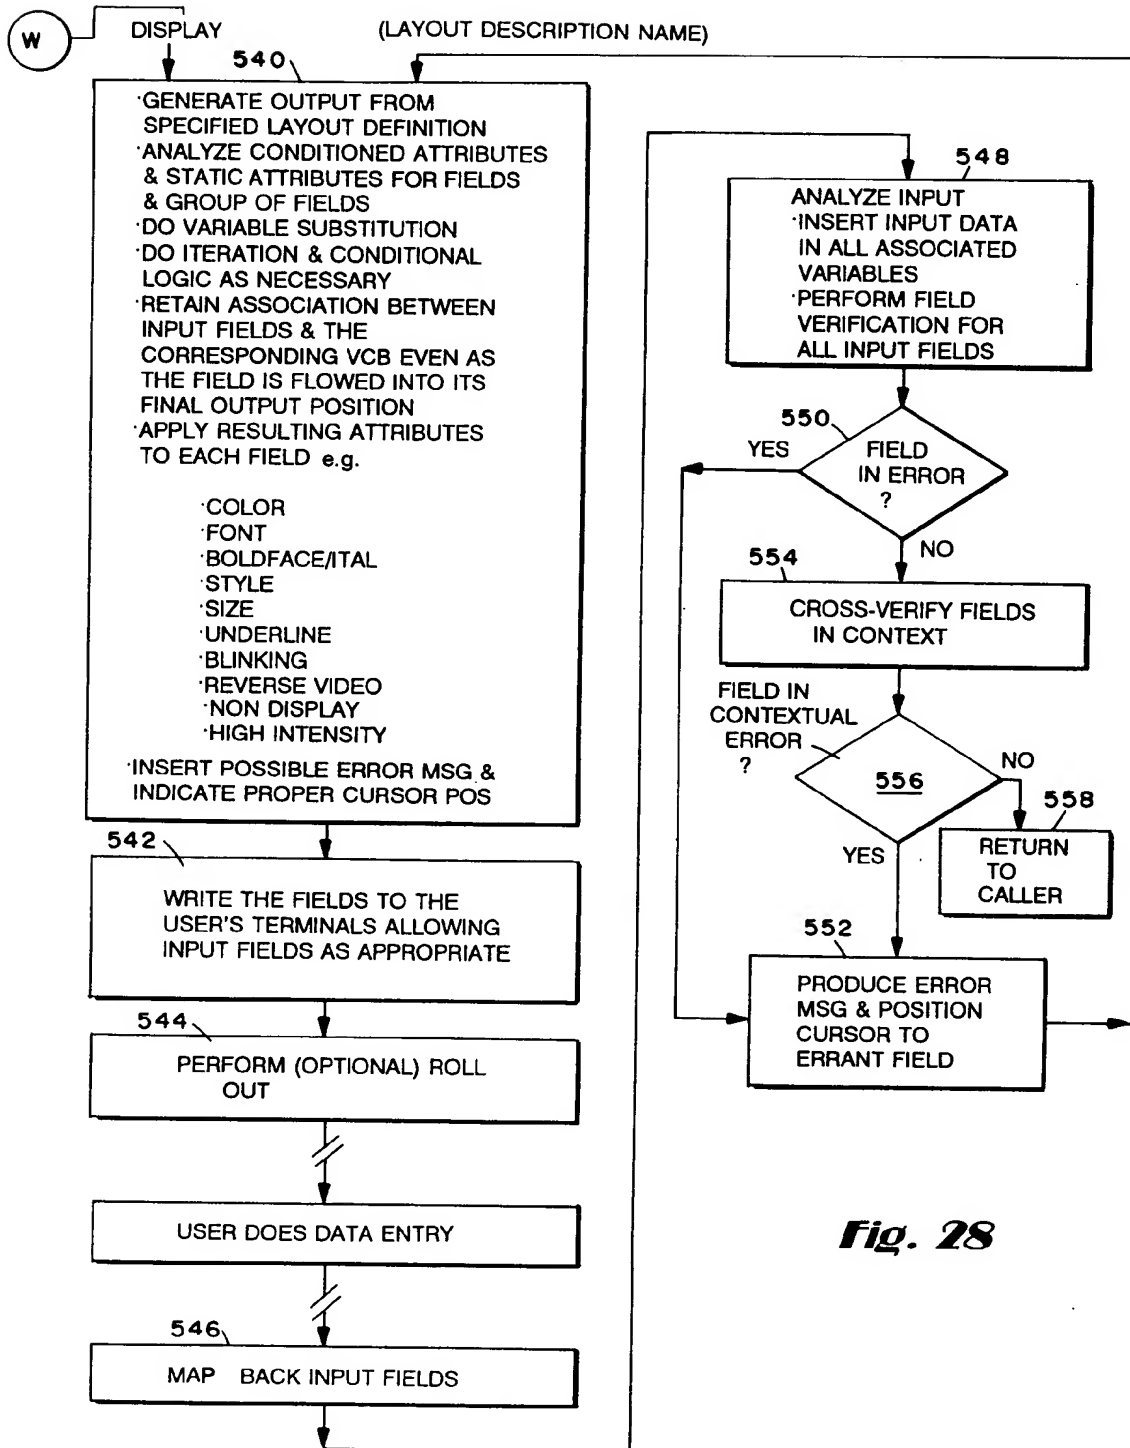 W
DISPLAY
(LAYOUT DESCRIPTION NAME)
540
·GENERATE OUTPUT FROM
SPECIFIED LAYOUT DEFINITION
·ANALYZE CONDITIONED ATTRIBUTES
& STATIC ATTRIBUTES FOR FIELDS
& GROUP OF FIELDS
·DO VARIABLE SUBSTITUTION
·DO ITERATION & CONDITIONAL
LOGIC AS NECESSARY
·RETAIN ASSOCIATION BETWEEN
INPUT FIELDS & THE
CORRESPONDING VCB EVEN AS
THE FIELD IS FLOWED INTO ITS
FINAL OUTPUT POSITION
·APPLY RESULTING ATTRIBUTES
TO EACH FIELD e.g.
·COLOR
·FONT
·BOLDFACE/ITAL
·STYLE
·SIZE
·UNDERLINE
·BLINKING
·REVERSE VIDEO
·NON DISPLAY
·HIGH INTENSITY
·INSERT POSSIBLE ERROR MSG &
INDICATE PROPER CURSOR POS
542
WRITE THE FIELDS TO THE
USER'S TERMINALS ALLOWING
INPUT FIELDS AS APPROPRIATE
544
PERFORM (OPTIONAL) ROLL
OUT
USER DOES DATA ENTRY
546
MAP BACK INPUT FIELDS
548
ANALYZE INPUT
·INSERT INPUT DATA
IN ALL ASSOCIATED
VARIABLES
·PERFORM FIELD
VERIFICATION FOR
ALL INPUT FIELDS
550
YES
FIELD
IN ERROR
?
NO
554
CROSS-VERIFY FIELDS
IN CONTEXT
FIELD IN
CONTEXTUAL
ERROR
?
556
NO
558
YES
RETURN
TO
CALLER
552
PRODUCE ERROR
MSG & POSITION
CURSOR TO
ERRANT FIELD
Fig. 28